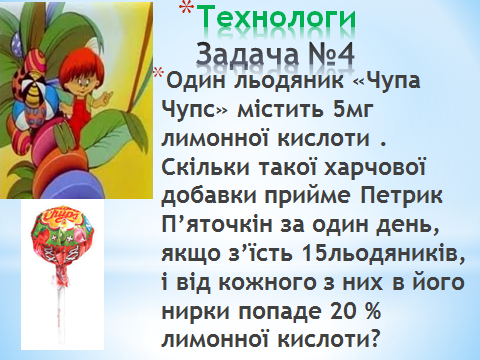 *Технологи
Задача №4
*Один льодяник «Чупа
Чупс» містить 5мг
лимонної кислоти .
Скільки такої харчової
добавки прийме Петрик
П’яточкін за один день,
якщо з’їсть 15льодяників,
і від кожного з них в його
нирки попаде 20 %
лимонної кислоти?
Chupa